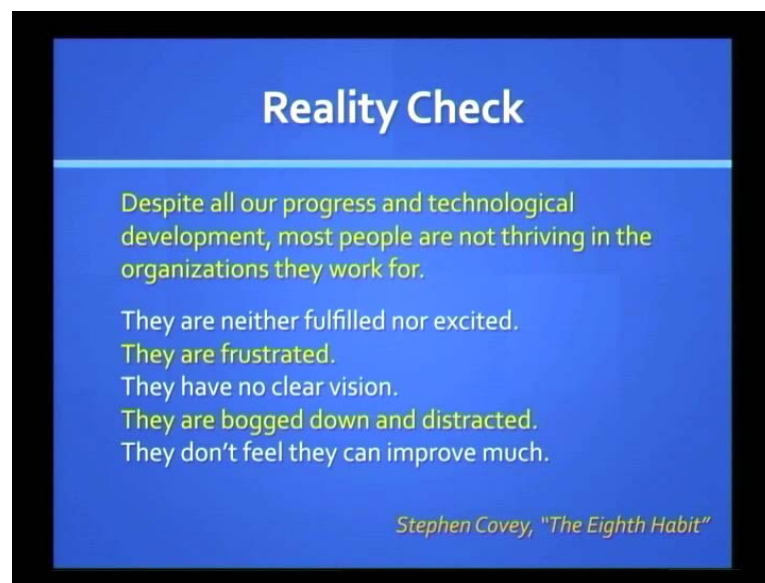 Reality Check
Despite all our progress and technological
development, most people are not thriving in the
organizations they work for.
They are neither fulfilled nor excited.
They are frustrated.
They have no clear vision.
They are bogged down and distracted.
They don't feel they can improve much.
Stephen Covey, "The Eighth Habit"